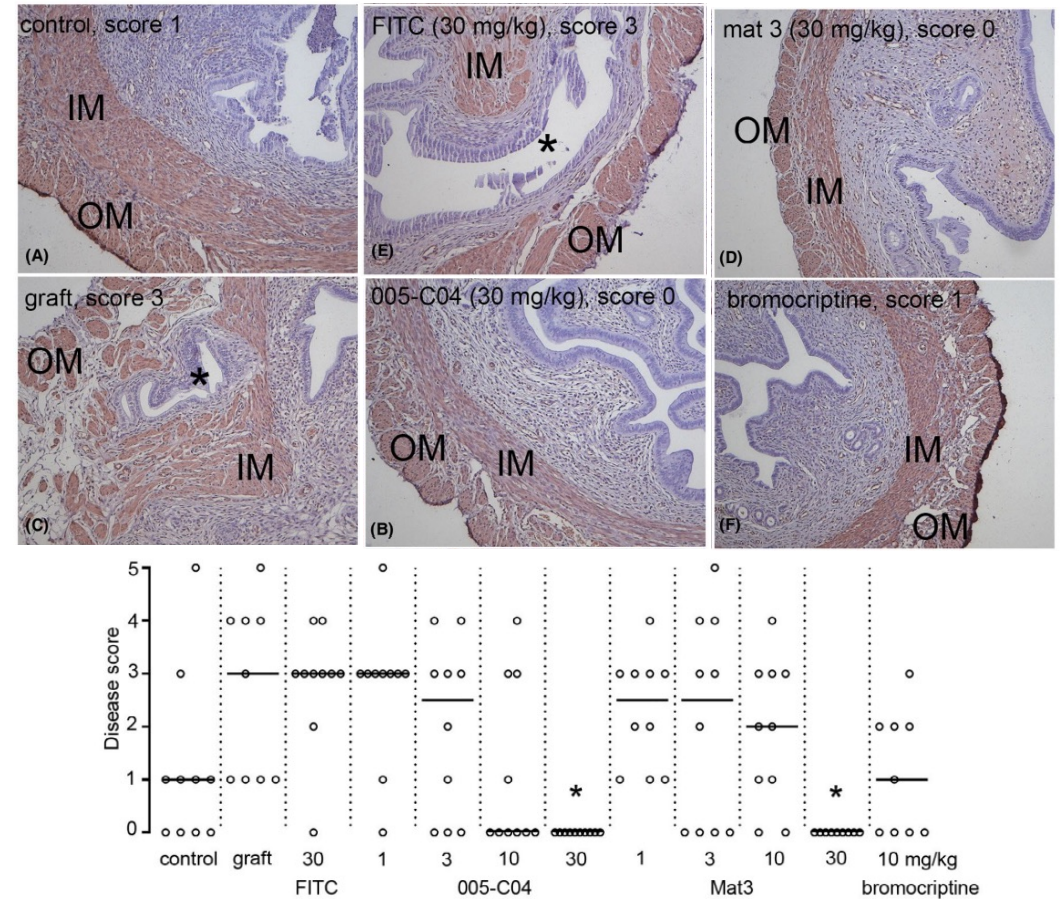 control, score 1
IM
OM
(A)
FITC (30 mg/kg), score 3
IM
*
OM
(E)
mat 3 (30 mg/kg), score 0
OM
IM
(D)
graft, score 3
OM
*
IM
(C)
005-C04 (30 mg/kg), score 0
OM
IM
(B)
bromocriptine, score 1
IM
OM
(F)
Disease score
5
4
3
2
1
0
* *
control graft 30 1 3 10 30 1 3 10 30 10 mg/kg
FITC 005-C04 Mat3 bromocriptine